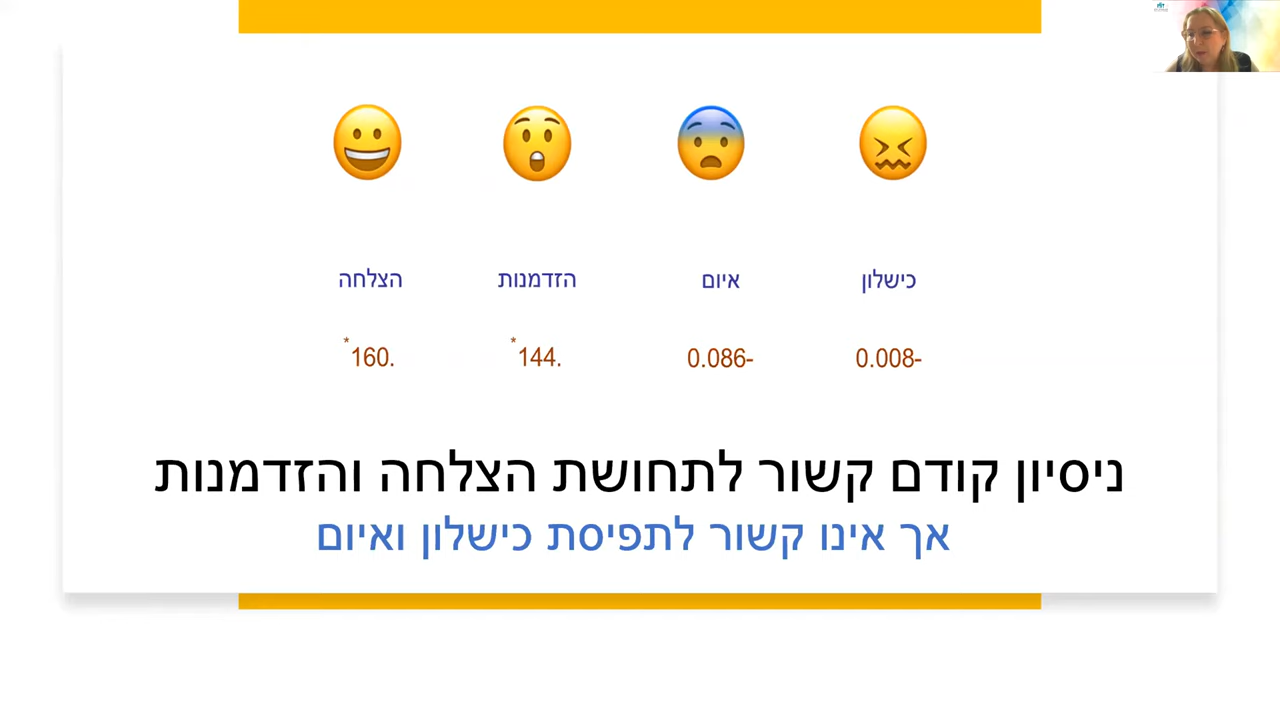 כישלון איום הזדמנות הצלחה
0.008- 0.086- *144. *160.
ניסיון קודם קשור לתחושת הצלחה והזדמנות
אך אינו קשור לתפיסת כישלון ואיום